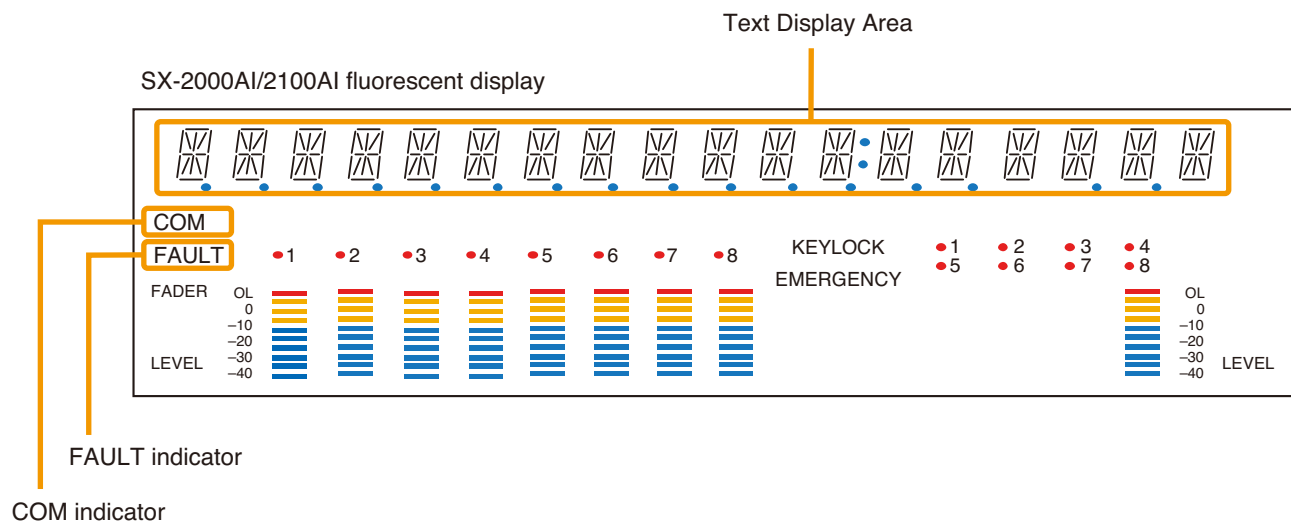 Text Display Area
SX-2000AI/2100AI fluorescent display
COM
FAULT 1 2 3 4 5 6 7 8 KEYLOCK 1 2 3 4
EMERGENCY 5 6 7 8
FADER OL OL
0 0
–10 –10
–20 –20
LEVEL –30 –30 LEVEL
–40 –40
FAULT indicator
COM indicator